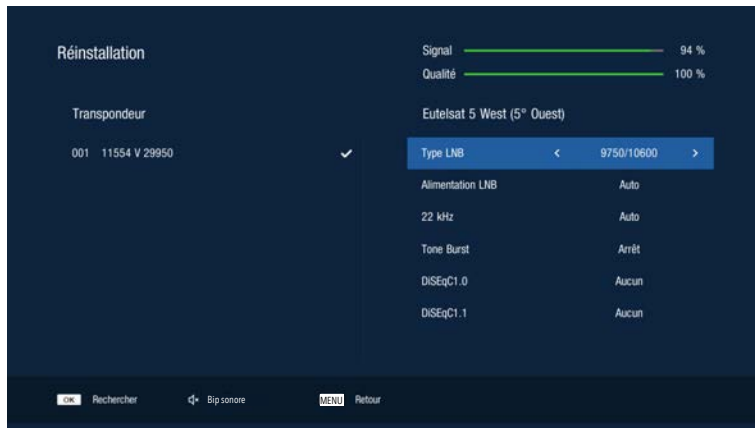 Réinstallation
Signal 94 %
Qualité 100 %
Transpondeur
Eutelsat 5 West (5° Ouest)
001 11554 V 29950
Type LNB < 9750/10600 >
Alimentation LNB Auto
22 kHz Auto
Tone Burst Arrêt
DiSEqC1.0 Aucun
DiSEqC1.1 Aucun
OK Rechercher Bip sonore MENU Retour